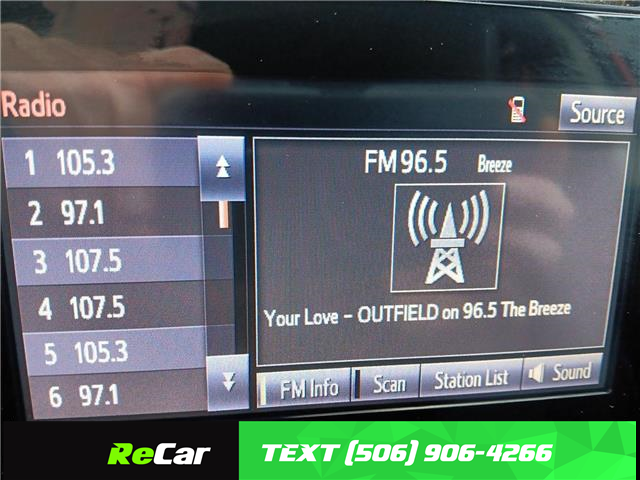 Radio
Source
1 105.3
2 97.1
3 107.5
4 107.5
5 105.3
6 97.1
FM 96.5 Breeze
Your Love - OUTFIELD on 96.5 The Breeze
FM Info
Scan
Station List
Sound
ReCar
TEXT (506) 906-4266